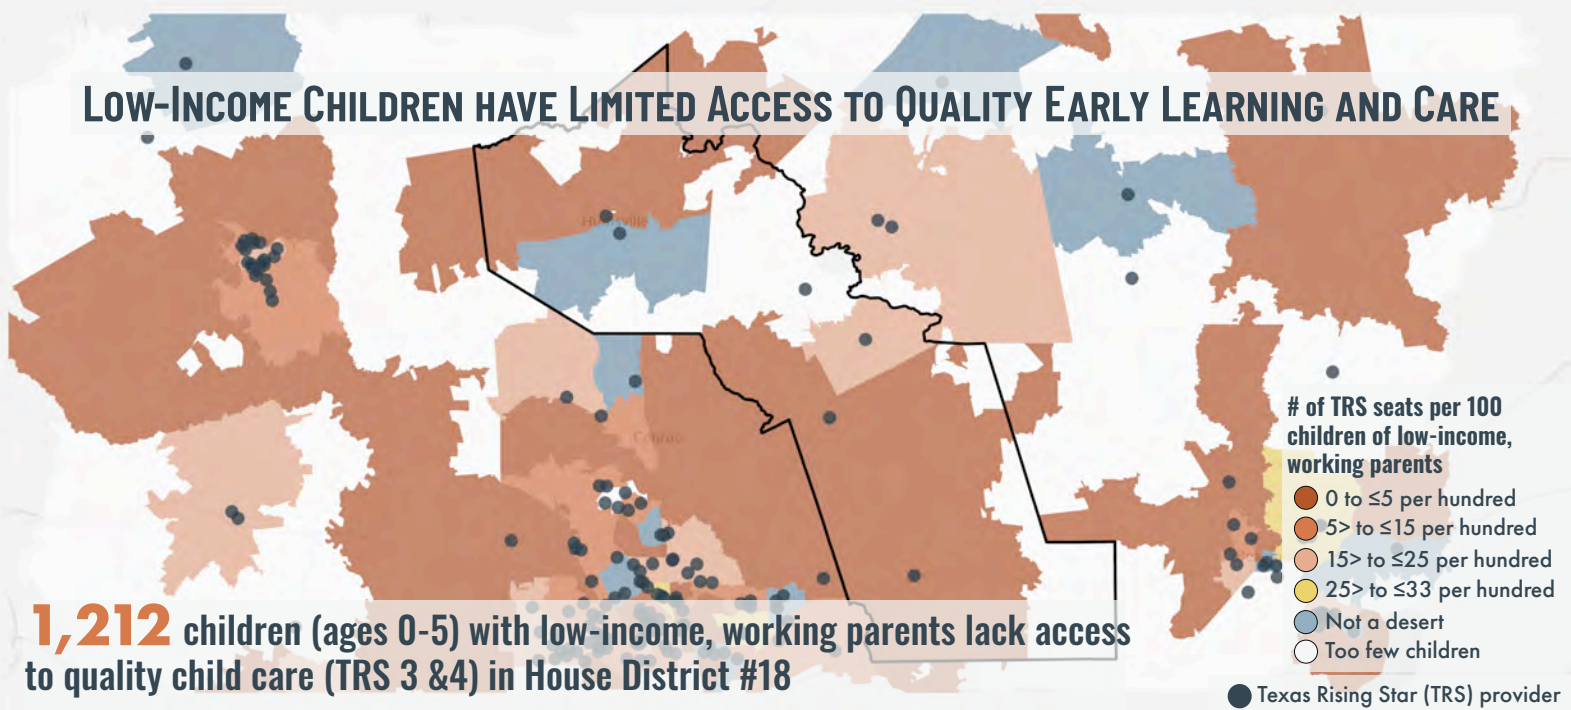 Low-Income Children have Limited Access to Quality Early Learning and Care
Conroe
# of TRS seats per 100
children of low-income,
working parents
0 to ≤5 per hundred
5> to ≤15 per hundred
15> to ≤25 per hundred
25> to ≤33 per hundred
Not a desert
Too few children
Texas Rising Star (TRS) provider
1,212 children (ages 0-5) with low-income, working parents lack access
to quality child care (TRS 3 &4) in House District #18